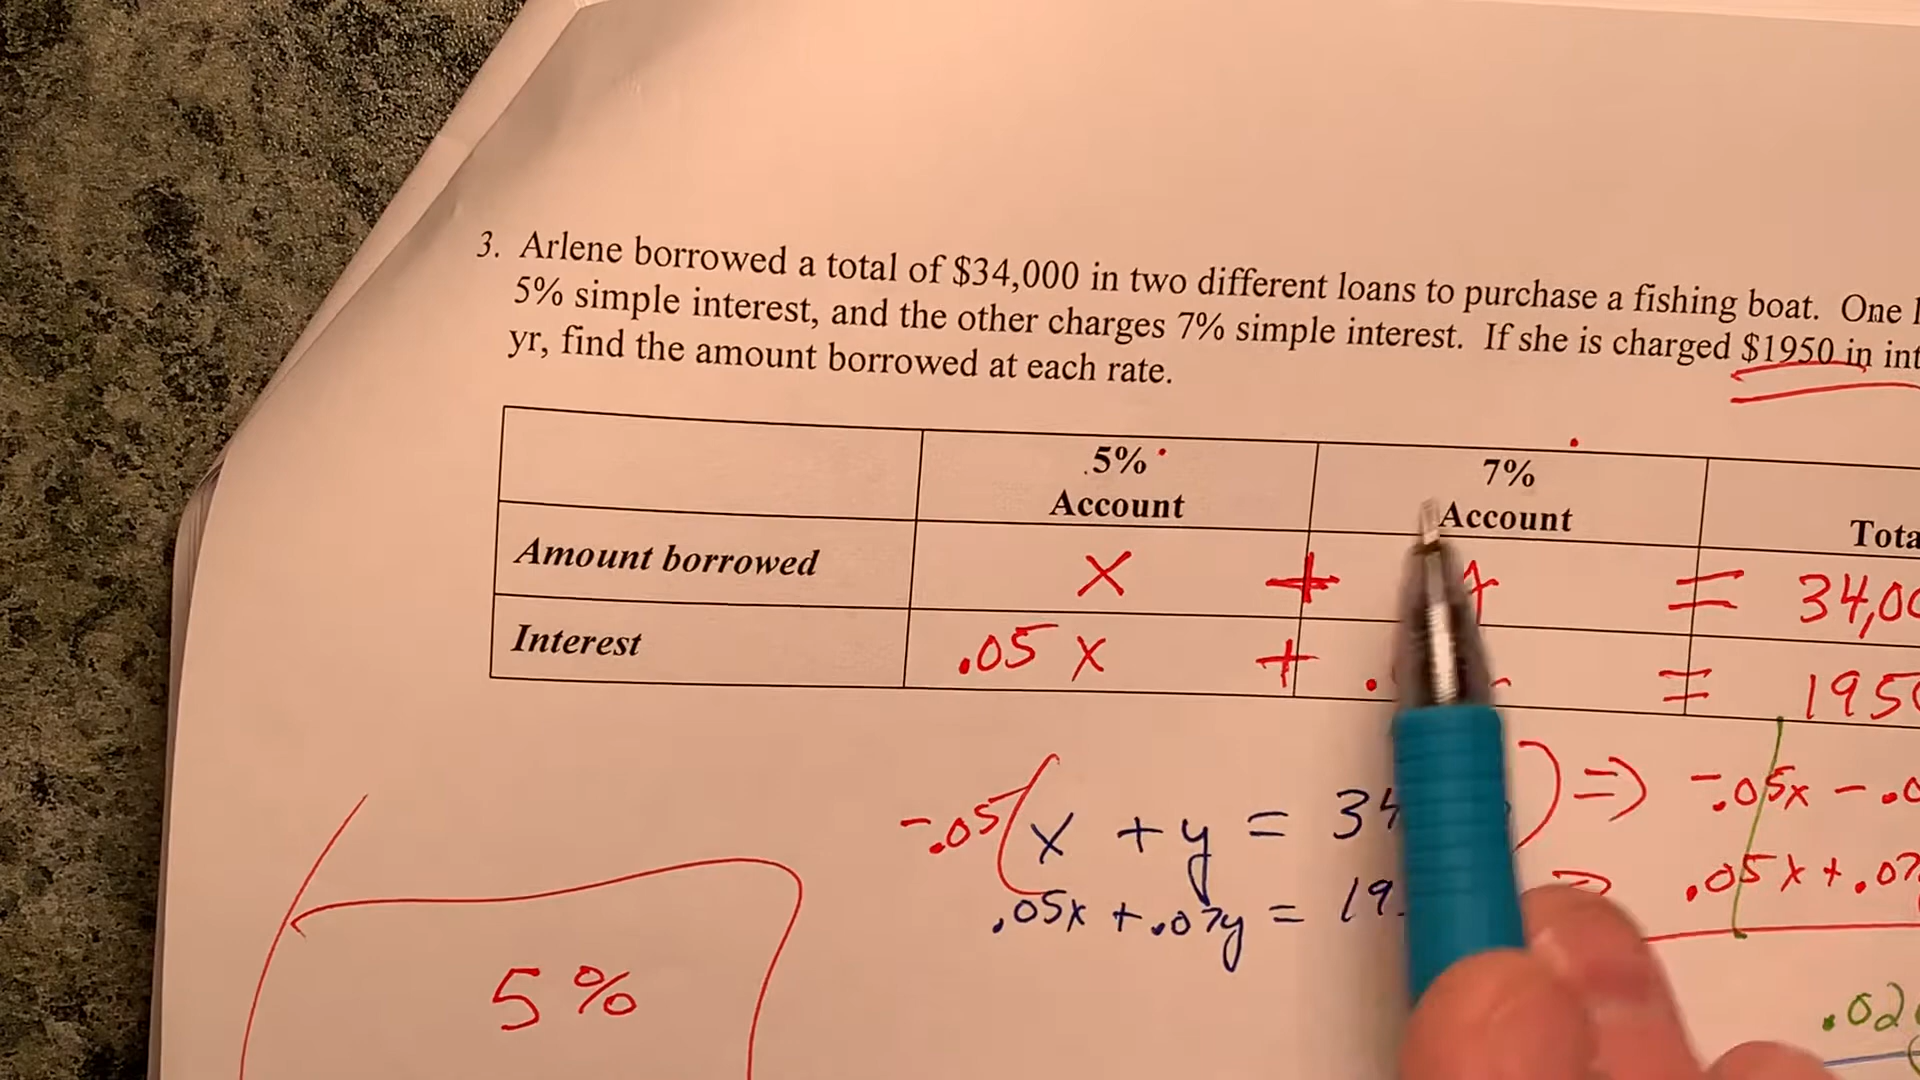 3. Arlene borrowed a total of $34,000 in two different loans to purchase a fishing boat. One
5% simple interest, and the other charges 7% simple interest. If she is charged $1950 in
yr, find the amount borrowed at each rate.
5% 7%
Account Account
Amount borrowed x + = 34,00
Interest .05 x + = 195
-.05(x + y = 34 ) => -.05x - .0
.05x + .07y = 19 => .05x + .07
5%
.02